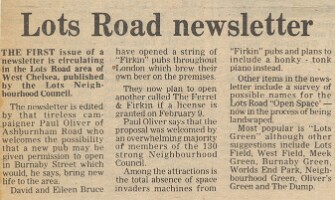 Lots Road newsletter
THE FIRST issue of a
newsletter is circulating
in the Lots Road area of
West Chelsea, published
by the Lots Neigh-
bourhood Council.
The newsletter is edited
by that tireless cam-
paigner Paul Oliver of
Ashburnham Road who
welcomes the possibility
that a new pub may be
given permission to open
in Burnaby Street which
would, he says, bring new
life to the area.
David and Eileen Bruce
have opened a string of
"Firkin" pubs throughout
London which brew their
own beer on the premises.
They now plan to open
another called The Ferret
& Firkin if a license is
granted on February 9.
Paul Oliver says that the
proposal was welcomed by
an overwhelming majority
of members of the 130
strong Neighbourhood
Council.
Among the attractions is
the total absence of space
invaders machines from
"Firkin" pubs and plans to
include a honky - tonk
piano instead.
Other items in the news-
letter include a survey of
possible names for the
Lots Road "Open Space" —
now in the process of being
landscaped.
Most popular is "Lots
Green" although other
suggestions include Lots
Field, West Field, Meek
Green, Burnaby Green,
Worlds End Park, Neigh-
bourhood Green, Oliver's
Green and The Dump.